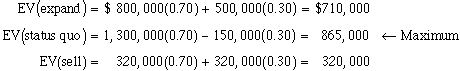 EV(expand) = $ 800,000(0.70) + 500,000(0.30) = $710,000
EV(status quo) = 1,300,000(0.70) − 150,000(0.30) = 865,000 ← Maximum
EV(sell) = 320,000(0.70) + 320,000(0.30) = 320,000